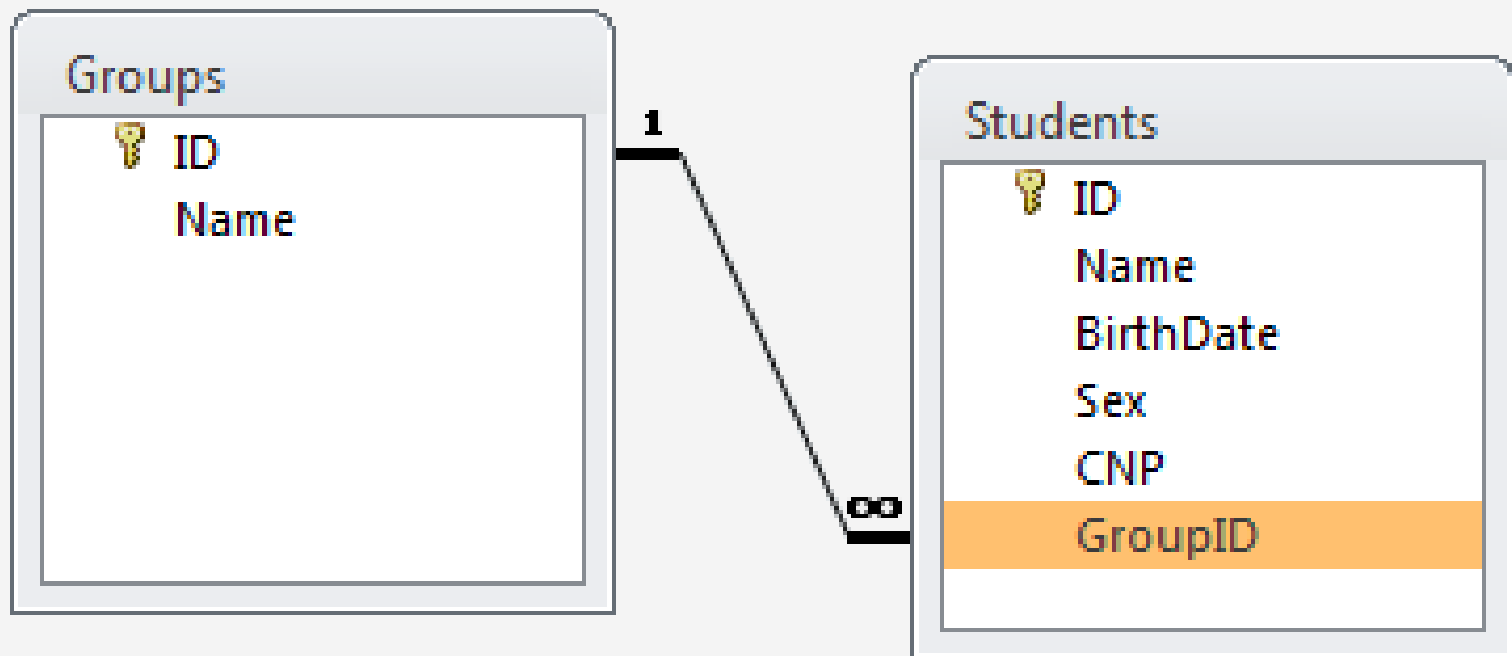 Groups
ID
Name
1
∞
Students
ID
Name
BirthDate
Sex
CNP
GroupID